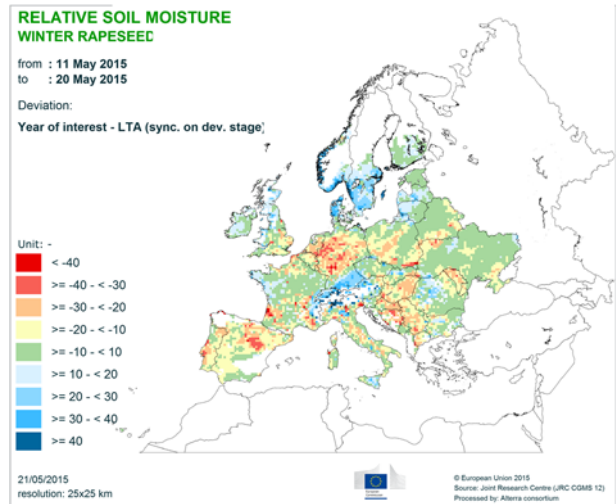 RELATIVE SOIL MOISTURE
WINTER RAPESEED
from : 11 May 2015
to : 20 May 2015
Deviation:
Year of interest - LTA (sync. on dev. stage)
Unit: -
< -40
>= -40 - < -30
>= -30 - < -20
>= -20 - < -10
>= -10 - < 10
>= 10 - < 20
>= 20 - < 30
>= 30 - < 40
>= 40
21/05/2015
resolution: 25x25 km
© European Union 2015
Source: Joint Research Centre (JRC CGMS 12)
Processed by: Alterra consortium